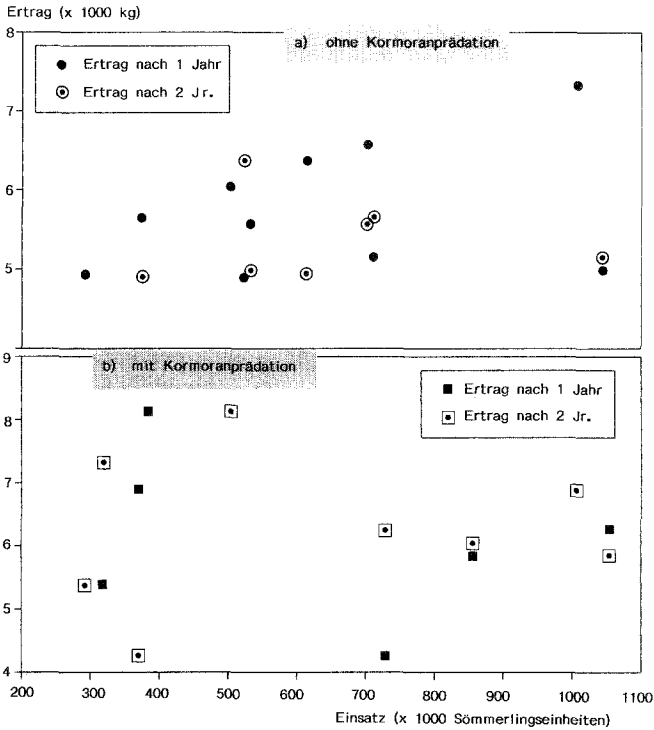 Ertrag (x 1000 kg)
8
a) ohne Kormoranprädation
Ertrag nach 1 Jahr
Ertrag nach 2 Jr.
7
6
5
9
b) mit Kormoranprädation
Ertrag nach 1 Jahr
Ertrag nach 2 Jr.
8
7
6
5
4
200 300 400 500 600 700 800 900 1000 1100
Einsatz (x 1000 Sömmerlingseinheiten)